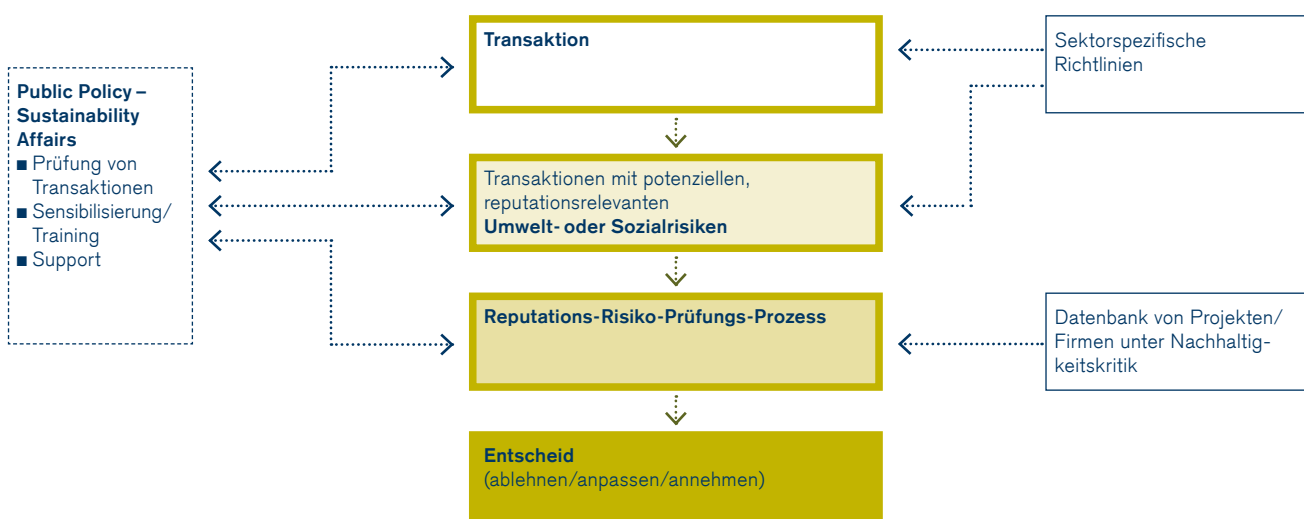 Public Policy –
Sustainability
Affairs
■ Prüfung von
Transaktionen
■ Sensibilisierung/
Training
■ Support
Transaktion
Transaktionen mit potenziellen,
reputationsrelevanten
Umwelt- oder Sozialrisiken
Reputations-Risiko-Prüfungs-Prozess
Entscheid
(ablehnen/anpassen/annehmen)
Sektorspezifische
Richtlinien
Datenbank von Projekten/
Firmen unter Nachhaltig-
keitskritik